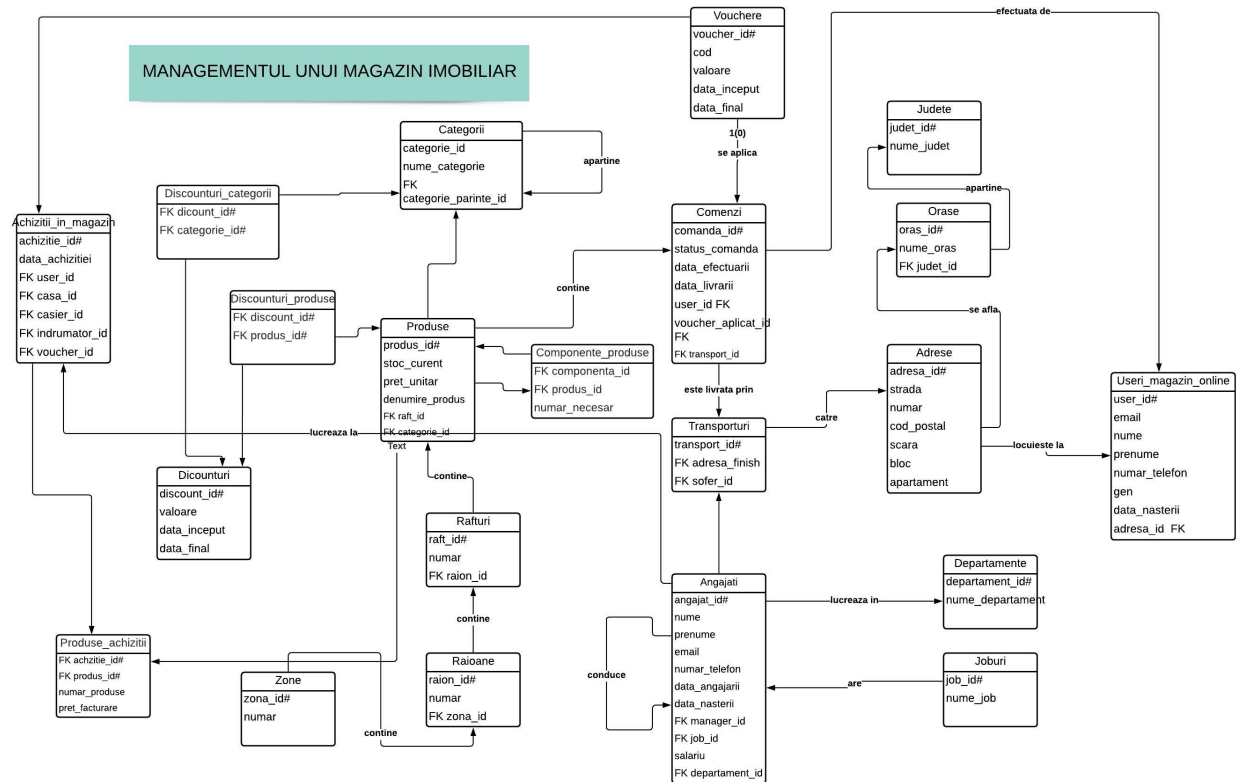 Vouchere
voucher_id#
cod
valoare
data_inceput
data_final
efectuata de
MANAGEMENTUL UNUI MAGAZIN IMOBILIAR
1(0)
se aplica
Judete
judet_id#
nume_judet
apartine
Categorii
categorie_id
nume_categorie
FK
categorie_parinte_id
apartine
Discounturi_categorii
FK dicount_id#
FK categorie_id#
Achizitii_in_magazin
achizitie_id#
data_achizitiei
FK user_id
FK casa_id
FK casier_id
FK indrumator_id
FK voucher_id
Comenzi
comanda_id#
status_comanda
data_efectuarii
data_livrarii
user_id FK
voucher_aplicat_id
FK
FK transport_id
Orase
oras_id#
nume_oras
FK judet_id
se afla
contine
Discounturi_produse
FK discount_id#
FK produs_id#
Produse
produs_id#
stoc_curent
pret_unitar
denumire_produs
FK raft_id
FK categorie_id
Text
Componente_produse
FK componenta_id
FK produs_id
numar_necesar
este livrata prin
Adrese
adresa_id#
strada
numar
cod_postal
scara
bloc
apartament
Useri_magazin_online
user_id#
email
nume
prenume
numar_telefon
gen
data_nasterii
adresa_id  FK
locuieste la
catre
lucreaza la
Transporturi
transport_id#
FK adresa_finish
FK sofer_id
Dicounturi
discount_id#
valoare
data_inceput
data_final
contine
Rafturi
raft_id#
numar
FK raion_id
contine
Departamente
departament_id#
nume_departament
lucreaza in
Angajati
angajat_id#
nume
prenume
email
numar_telefon
data_angajarii
data_nasterii
FK manager_id
FK job_id
salariu
FK departament_id
conduce
Produse_achizitii
FK achzitie_id#
FK produs_id#
numar_produse
pret_facturare
Zone
zona_id#
numar
contine
Raioane
raion_id#
numar
FK zona_id
Joburi
job_id#
nume_job
are